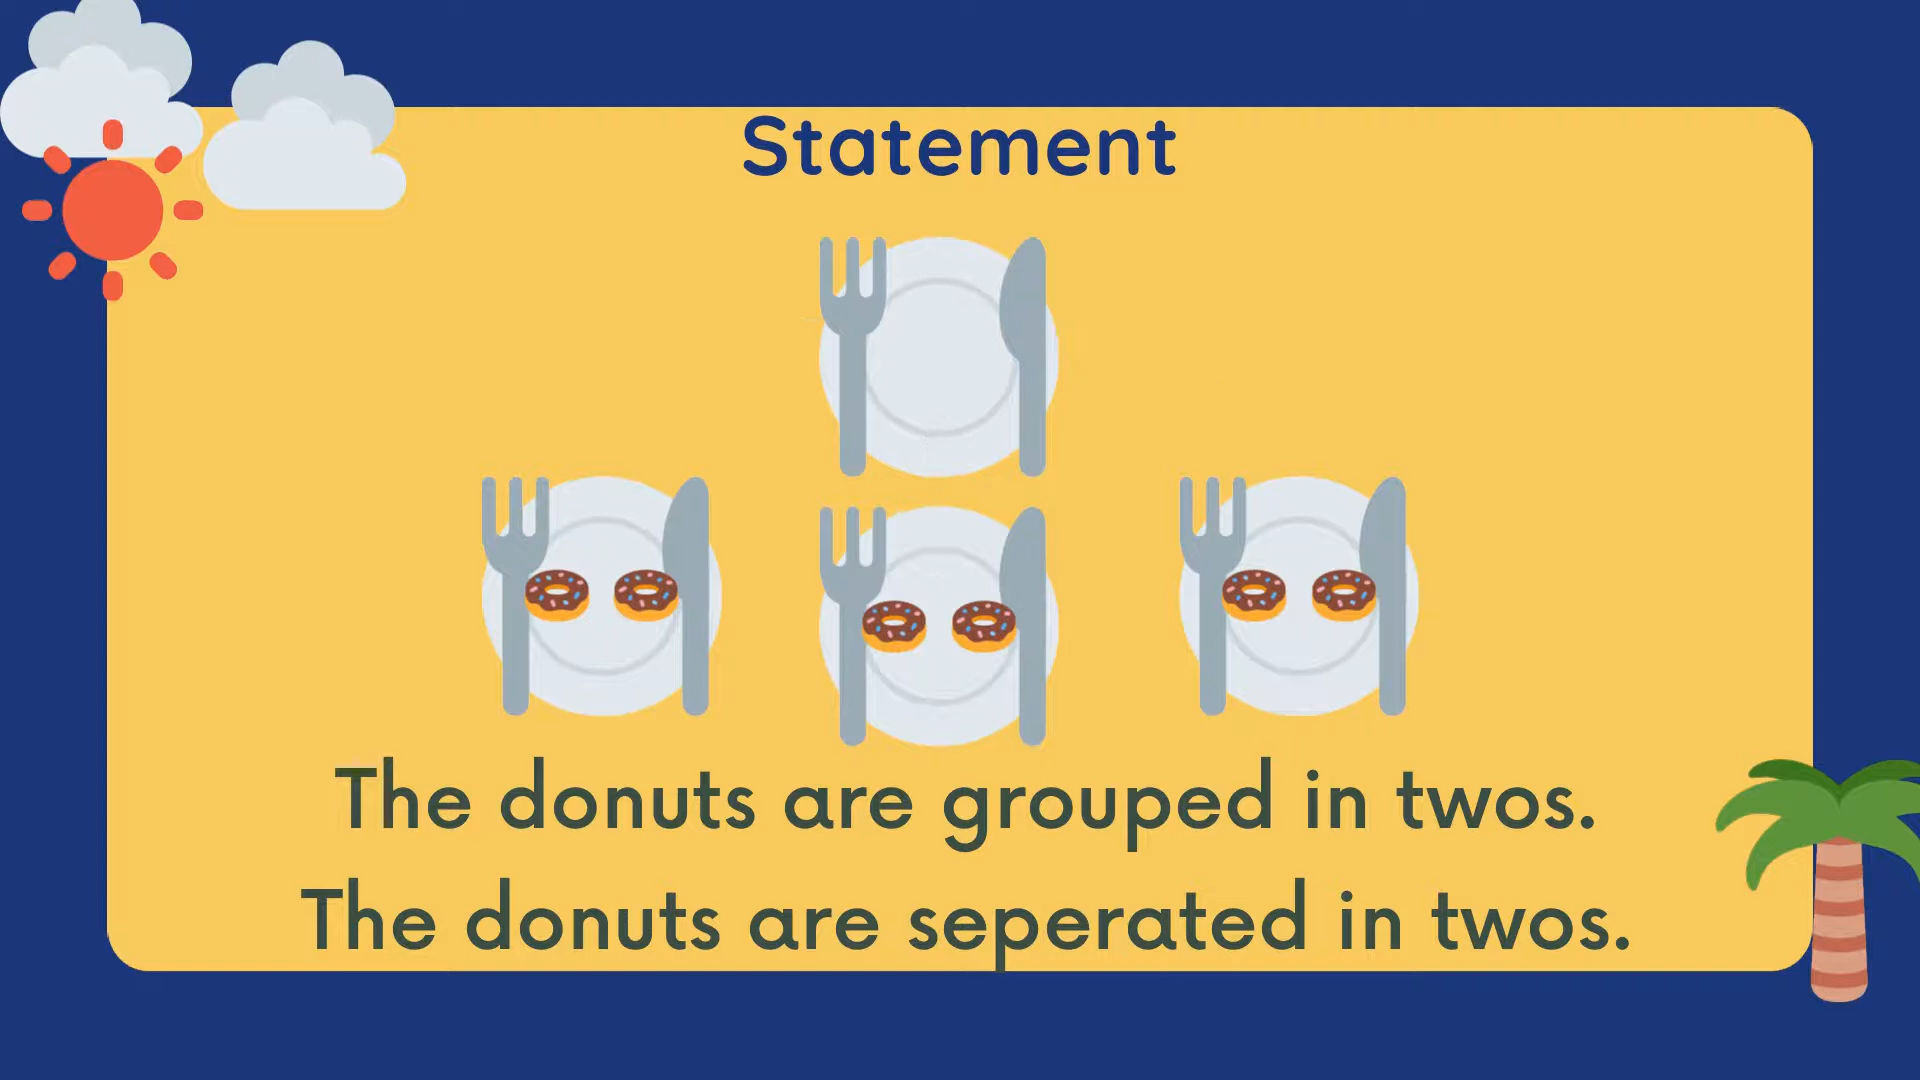 Statement
The donuts are grouped in twos.
The donuts are seperated in twos.